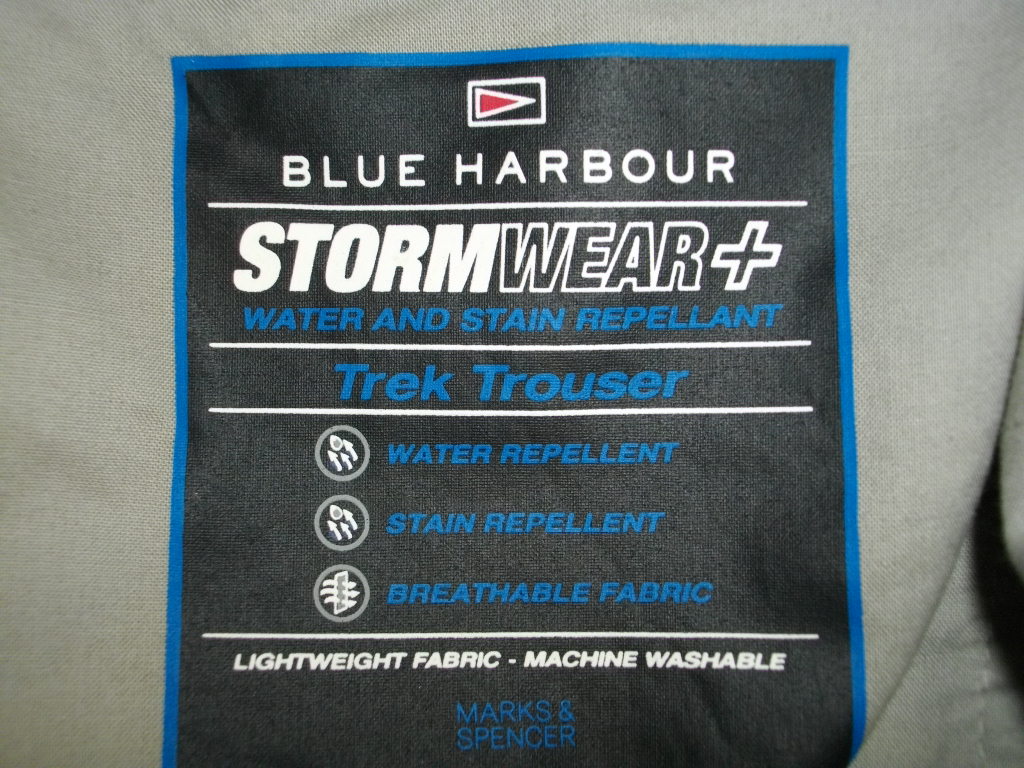 BLUE HARBOUR
STORMWEAR+
WATER AND STAIN REPELLANT
Trek Trouser
WATER REPELLENT
STAIN REPELLENT
BREATHABLE FABRIC
LIGHTWEIGHT FABRIC - MACHINE WASHABLE
MARKS &
SPENCER